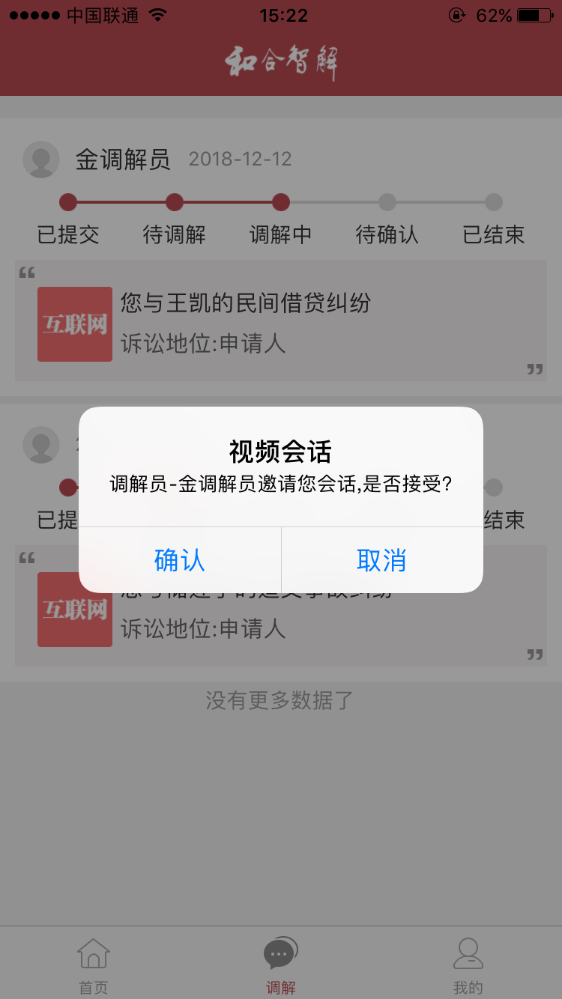 中国联通
15:22
62%
和合智解
金调解员 2018-12-12
已提交 待调解 调解中 待确认 已结束
“
互联网
您与王凯的民间借贷纠纷
诉讼地位:申请人
”
视频会话
调解员-金调解员邀请您会话,是否接受?
已提 结束
确认 取消
“
互联网
诉讼地位:申请人
”
没有更多数据了
首页 调解 我的